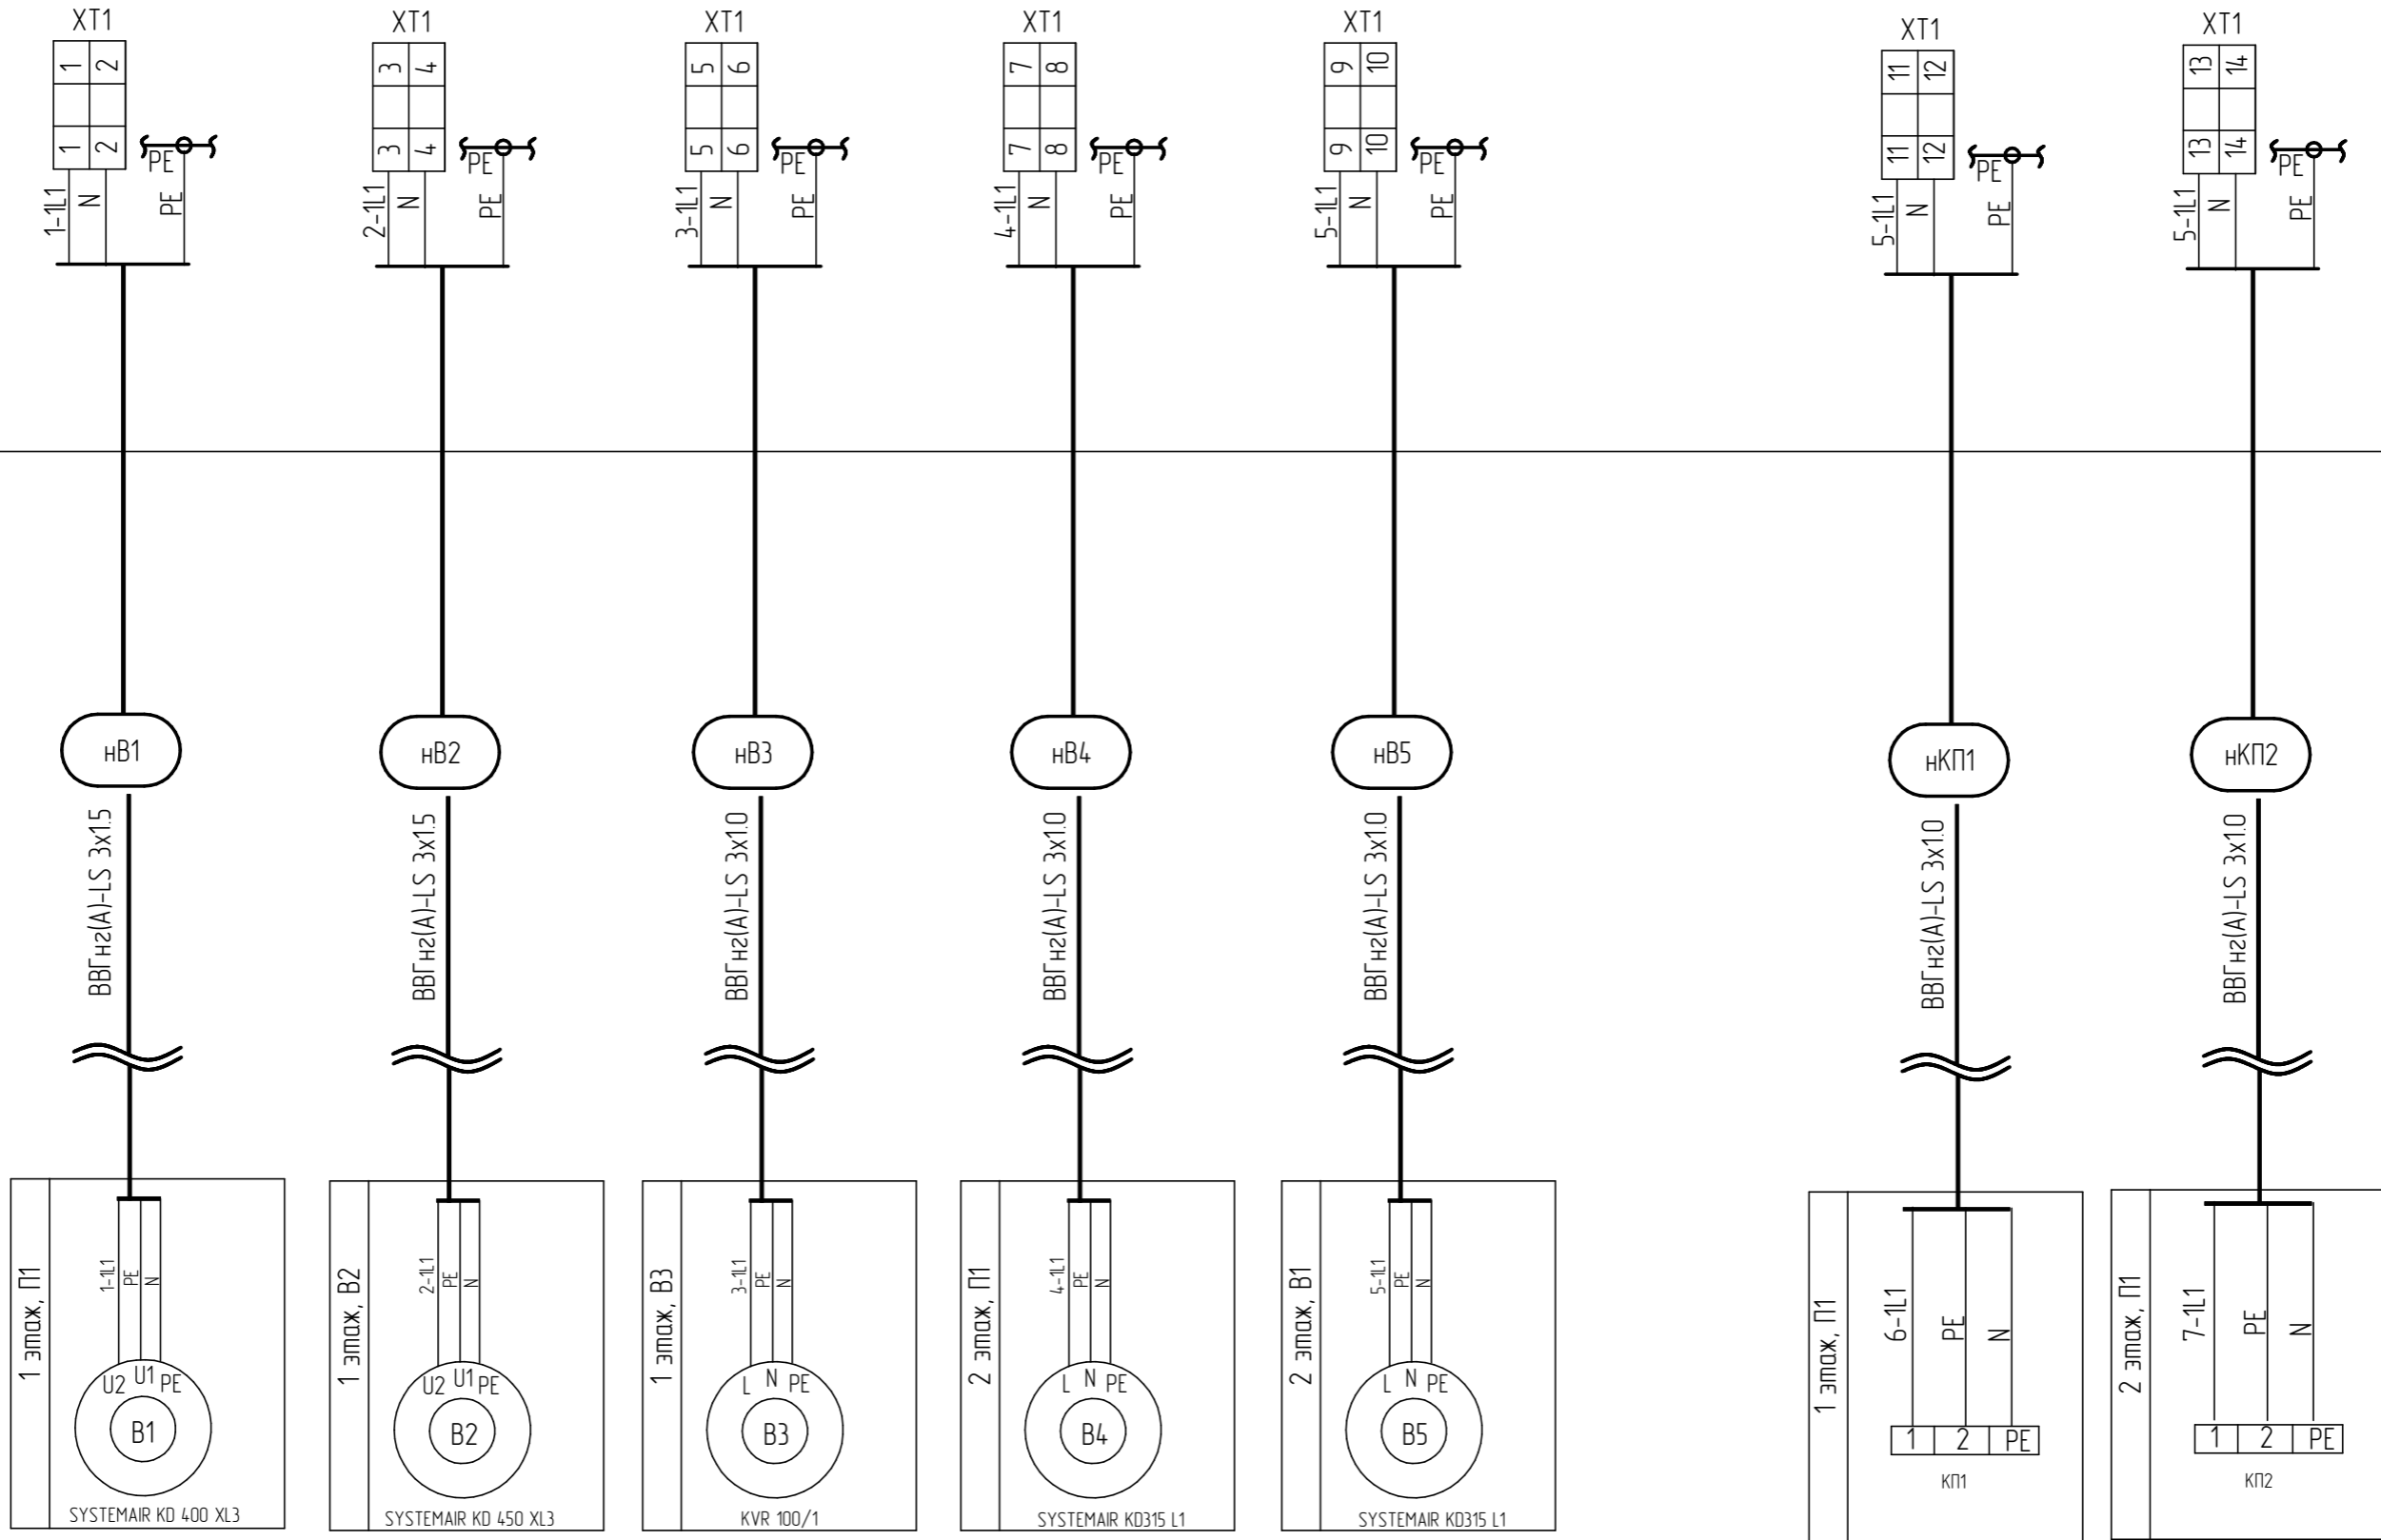 XT1
1 2
1 2
PE
1-1L1 N PE
нВ1
ВВГнг(А)-LS 3x1.5
1 этаж, П1
1-1L1 PE N
U2 U1 PE
B1
SYSTEMAIR KD 400 XL3
XT1
3 4
3 4
PE
2-1L1 N PE
нВ2
ВВГнг(А)-LS 3x1.5
1 этаж, В2
2-1L1 PE N
U2 U1 PE
B2
SYSTEMAIR KD 450 XL3
XT1
5 6
5 6
PE
3-1L1 N PE
нВ3
ВВГнг(А)-LS 3x1.0
1 этаж, В3
3-1L1 PE N
L N PE
B3
KVR 100/1
XT1
7 8
7 8
PE
4-1L1 N PE
нВ4
ВВГнг(А)-LS 3x1.0
2 этаж, П1
4-1L1 PE N
L N PE
B4
SYSTEMAIR KD315 L1
XT1
9 10
9 10
PE
5-1L1 N PE
нВ5
ВВГнг(А)-LS 3x1.0
2 этаж, В1
5-1L1 PE N
L N PE
B5
SYSTEMAIR KD315 L1
XT1
11 12
11 12
PE
5-1L1 N PE
нКП1
ВВГнг(А)-LS 3x1.0
1 этаж, П1
6-1L1 PE N
1 2 PE
КП1
XT1
13 14
13 14
PE
5-1L1 N PE
нКП2
ВВГнг(А)-LS 3x1.0
2 этаж, П1
7-1L1 PE N
1 2 PE
КП2